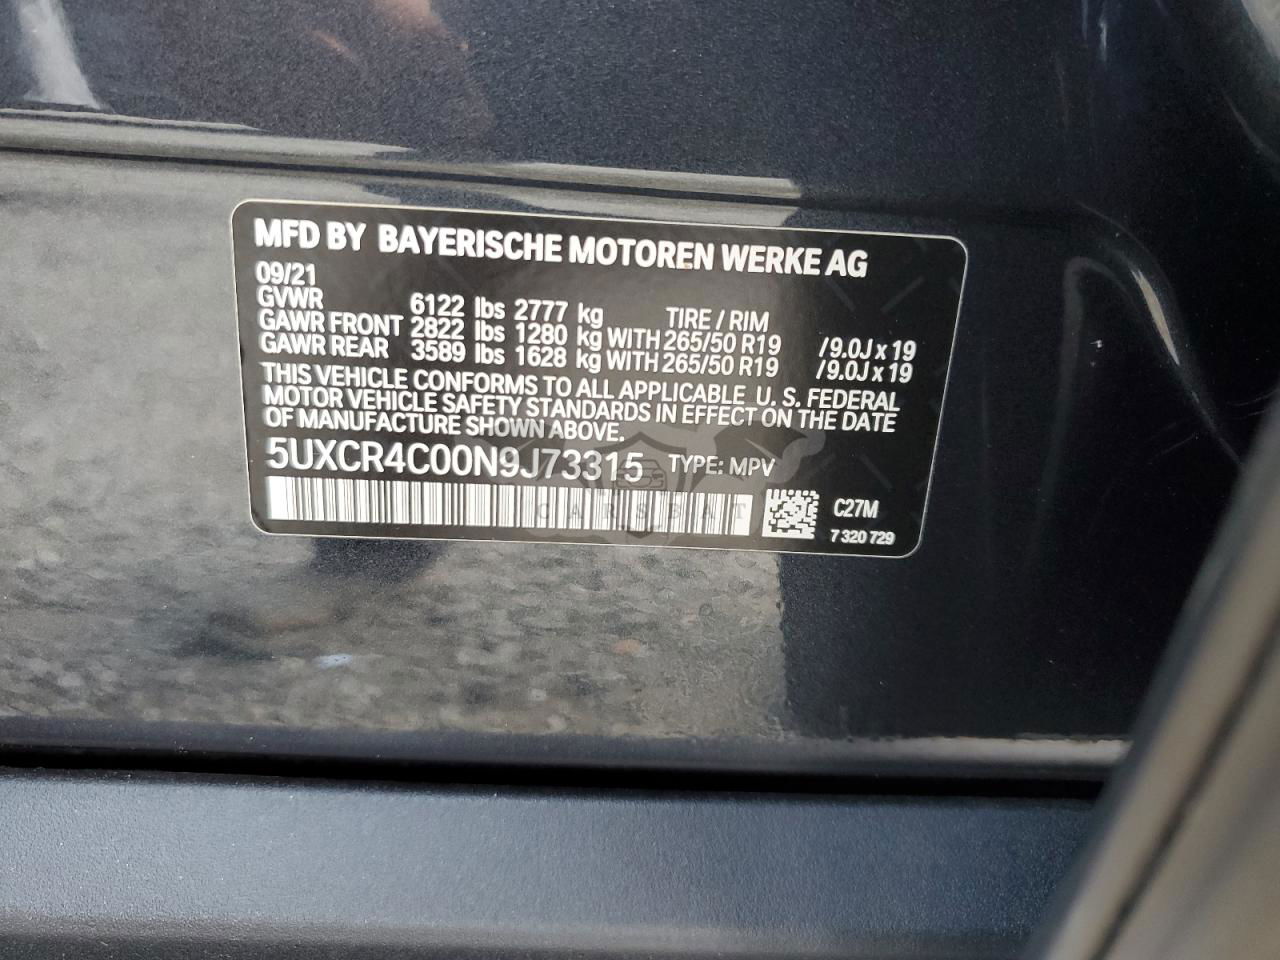 MFD BY BAYERISCHE MOTOREN WERKE AG
09/21
GVWR 6122 lbs 2777 kg TIRE / RIM
GAWR FRONT 2822 lbs 1280 kg WITH 265/50 R19 /9.0J x 19
GAWR REAR 3589 lbs 1628 kg WITH 265/50 R19 /9.0J x 19
THIS VEHICLE CONFORMS TO ALL APPLICABLE U. S. FEDERAL
MOTOR VEHICLE SAFETY STANDARDS IN EFFECT ON THE DATE
OF MANUFACTURE SHOWN ABOVE.
5UXCR4C00N9J73315 TYPE: MPV
CARSBAT
C27M
7 320 729